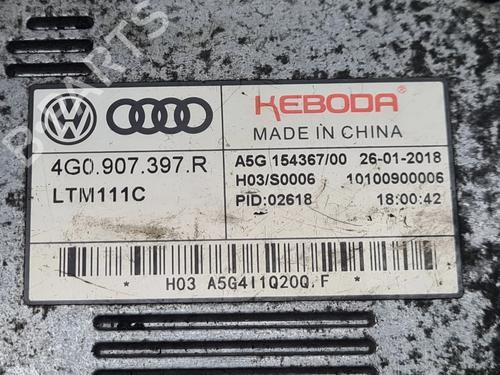 KEBODA
MADE IN CHINA
4G0.907.397.R
LTM111C
A5G 154367/00 26-01-2018
H03/S0006 10100900006
PID:02618 18:00:42
* H03 A5G4I1Q20Q.F *